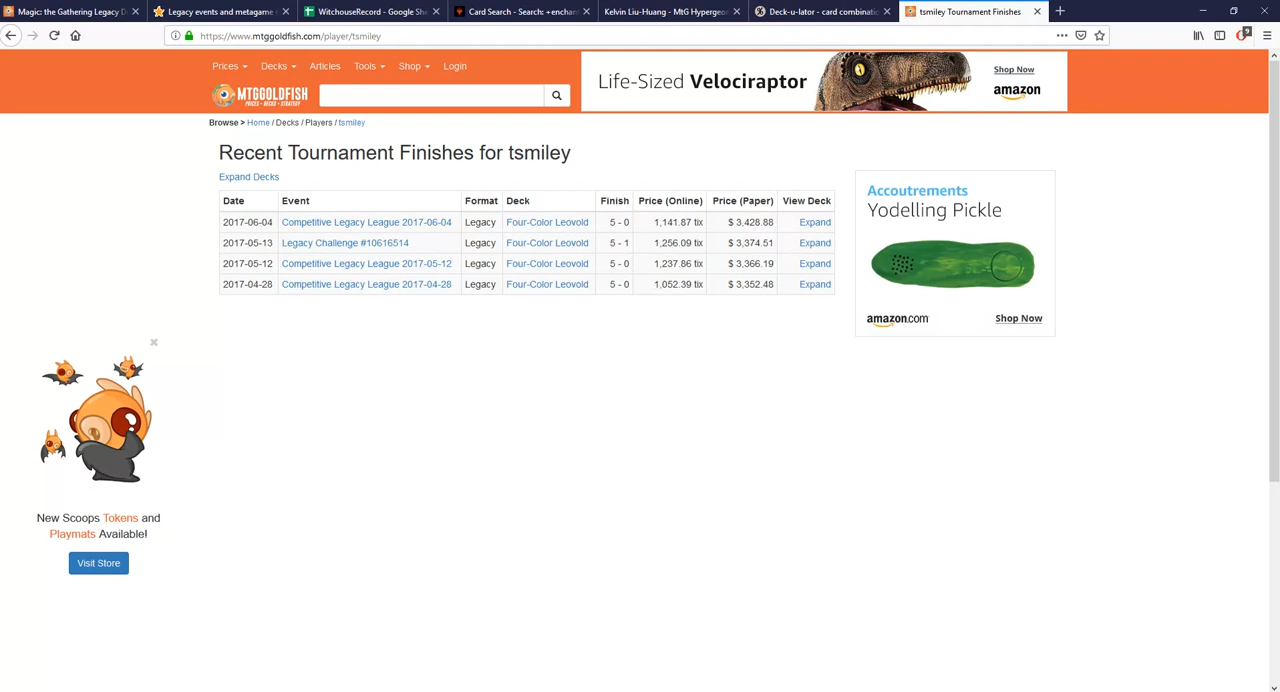 Magic: the Gathering Legacy D
Legacy events and metagame
WitchouseRecord - Google She
Card Search - Search: +enchan
Kelvin Liu-Huang - MtG Hypergeo
Deck-u-lator - card combinatio
tsmiley Tournament Finishes
https://www.mtggoldfish.com/player/tsmiley
9
Prices Decks Articles Tools Shop Login
MTGGOLDFISH
PRICES • DECKS • STRATEGY
Life-Sized Velociraptor
Shop Now
amazon
Browse > Home / Decks / Players / tsmiley
Recent Tournament Finishes for tsmiley
Expand Decks
Date Event Format Deck Finish Price (Online) Price (Paper) View Deck
2017-06-04 Competitive Legacy League 2017-06-04 Legacy Four-Color Leovold 5 - 0 1,141.87 tix $ 3,428.88 Expand
2017-05-13 Legacy Challenge #10616514 Legacy Four-Color Leovold 5 - 1 1,256.09 tix $ 3,374.51 Expand
2017-05-12 Competitive Legacy League 2017-05-12 Legacy Four-Color Leovold 5 - 0 1,237.86 tix $ 3,366.19 Expand
2017-04-28 Competitive Legacy League 2017-04-28 Legacy Four-Color Leovold 5 - 0 1,052.39 tix $ 3,352.48 Expand
Accoutrements
Yodelling Pickle
amazon.com
Shop Now
New Scoops Tokens and
Playmats Available!
Visit Store